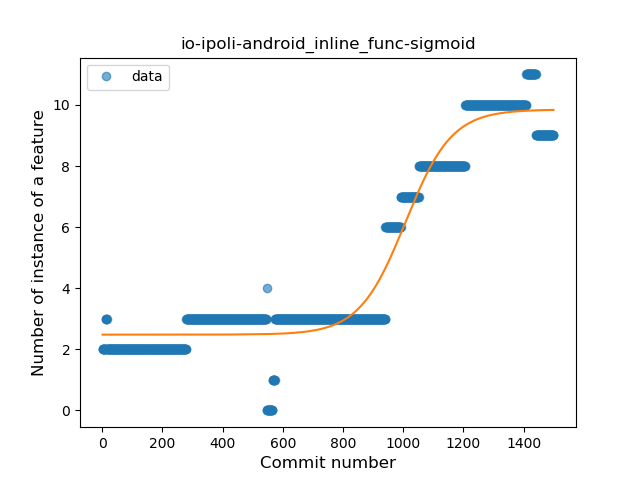 io-ipoli-android_inline_func-sigmoid
data
Number of instance of a feature
10
8
6
4
2
0
0 200 400 600 800 1000 1200 1400
Commit number